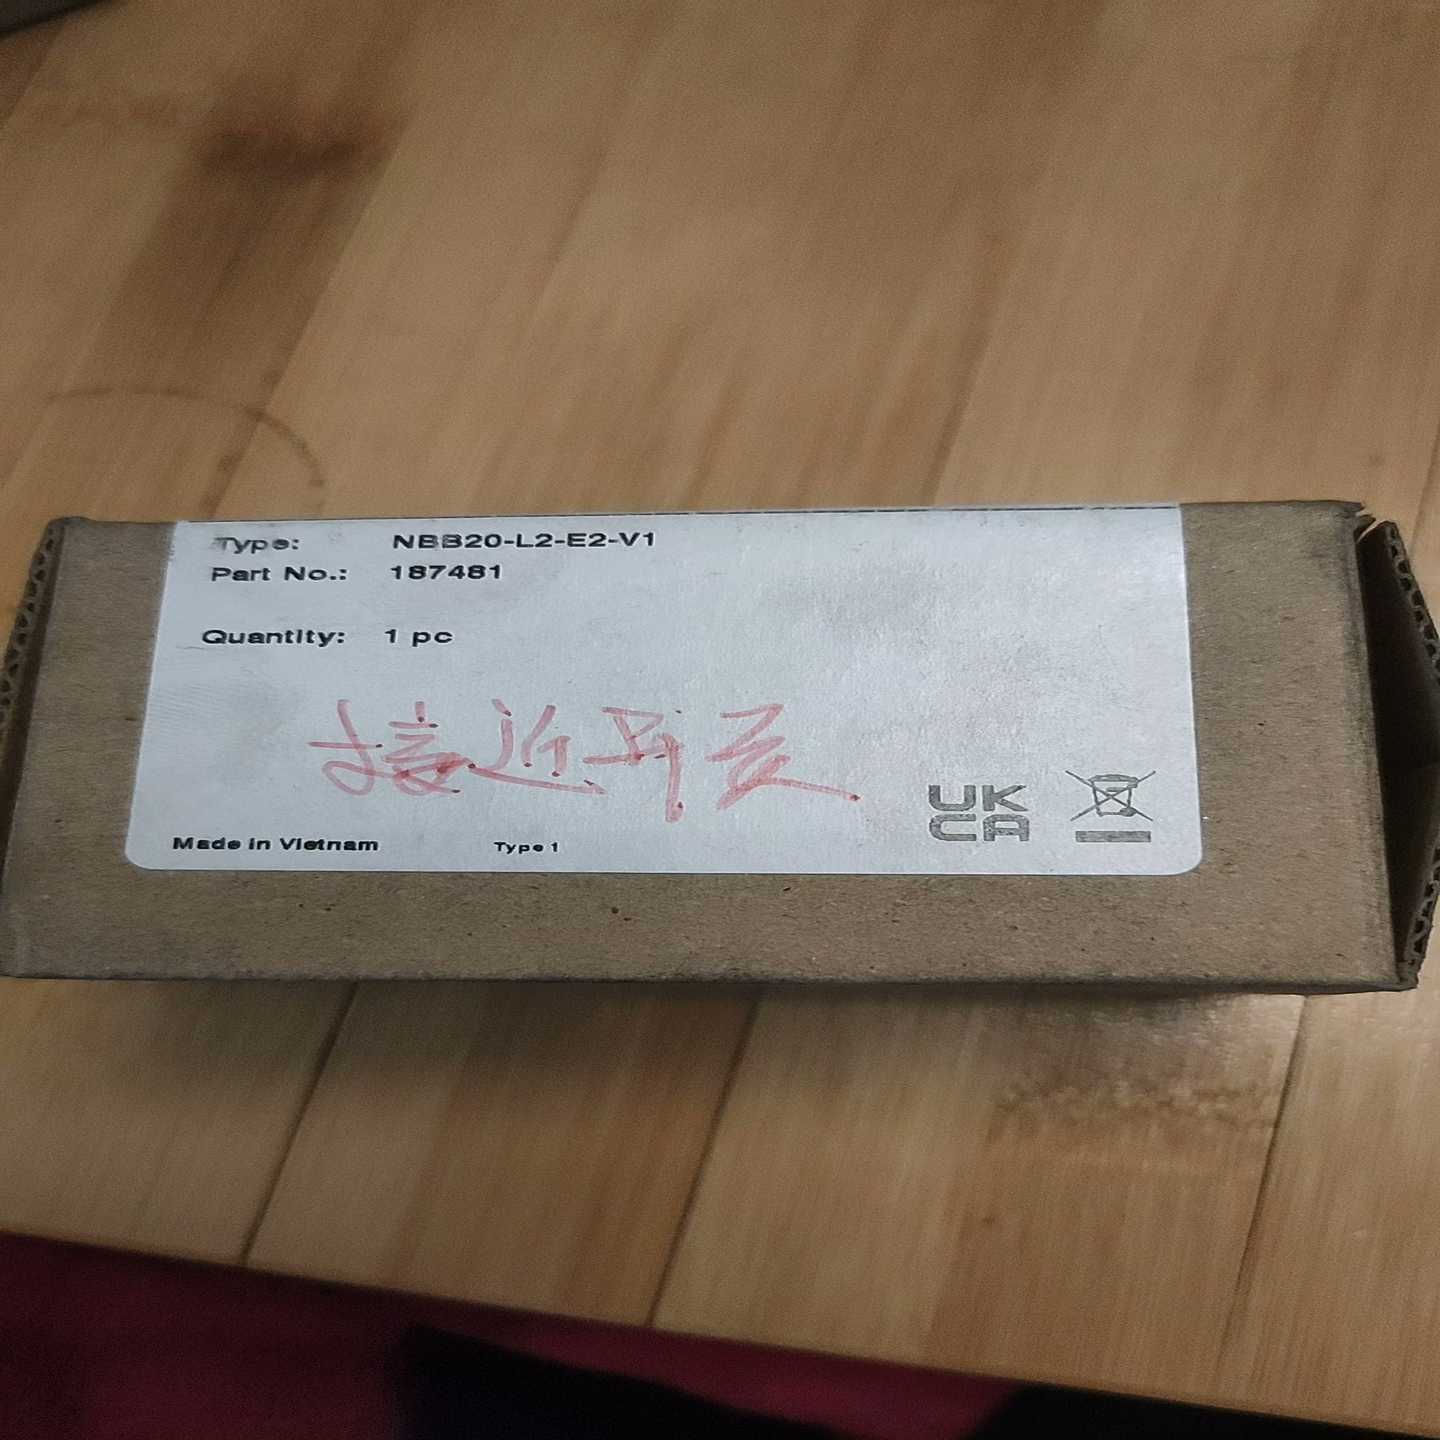 Type: NBB20-L2-E2-V1
Part No.: 187481
Quantity: 1 pc
接近开关
Made in Vietnam Type 1
UK
CA